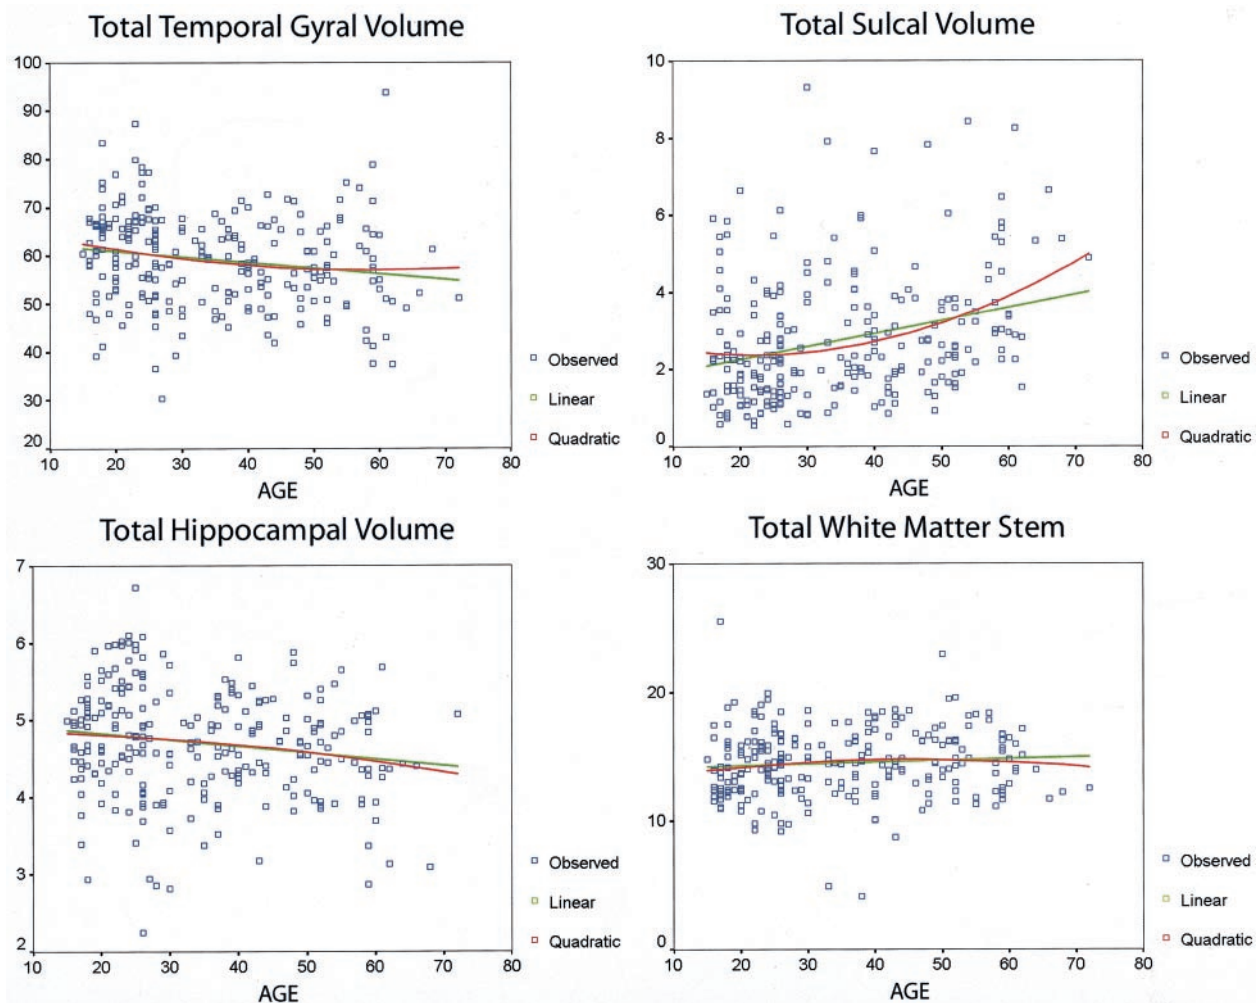 Total Temporal Gyral Volume
100
90
80
70
60
50
40
30
20
10 20 30 40 50 60 70 80
AGE
Observed
Linear
Quadratic
Total Sulcal Volume
10
8
6
4
2
0
10 20 30 40 50 60 70 80
AGE
Observed
Linear
Quadratic
Total Hippocampal Volume
7
6
5
4
3
2
10 20 30 40 50 60 70 80
AGE
Observed
Linear
Quadratic
Total White Matter Stem
30
20
10
0
10 20 30 40 50 60 70 80
AGE
Observed
Linear
Quadratic